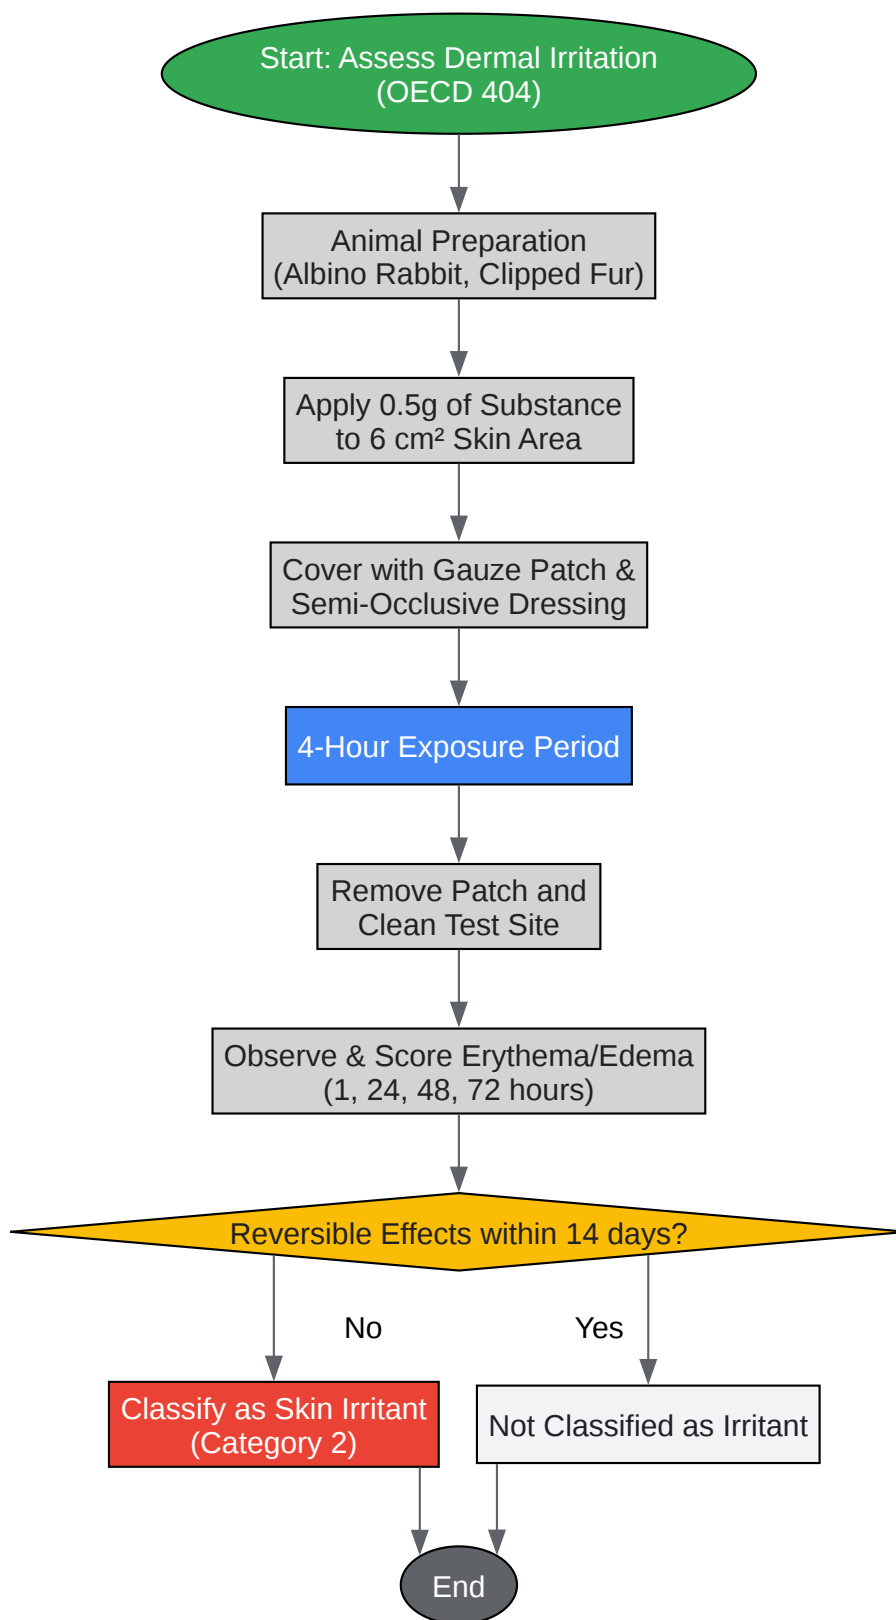 Start: Assess Dermal Irritation
(OECD 404)
Animal Preparation
(Albino Rabbit, Clipped Fur)
Apply 0.5g of Substance
to 6 cm² Skin Area
Cover with Gauze Patch &
Semi-Occlusive Dressing
4-Hour Exposure Period
Remove Patch and
Clean Test Site
Observe & Score Erythema/Edema
(1, 24, 48, 72 hours)
Reversible Effects within 14 days?
No
Yes
Classify as Skin Irritant
(Category 2)
Not Classified as Irritant
End